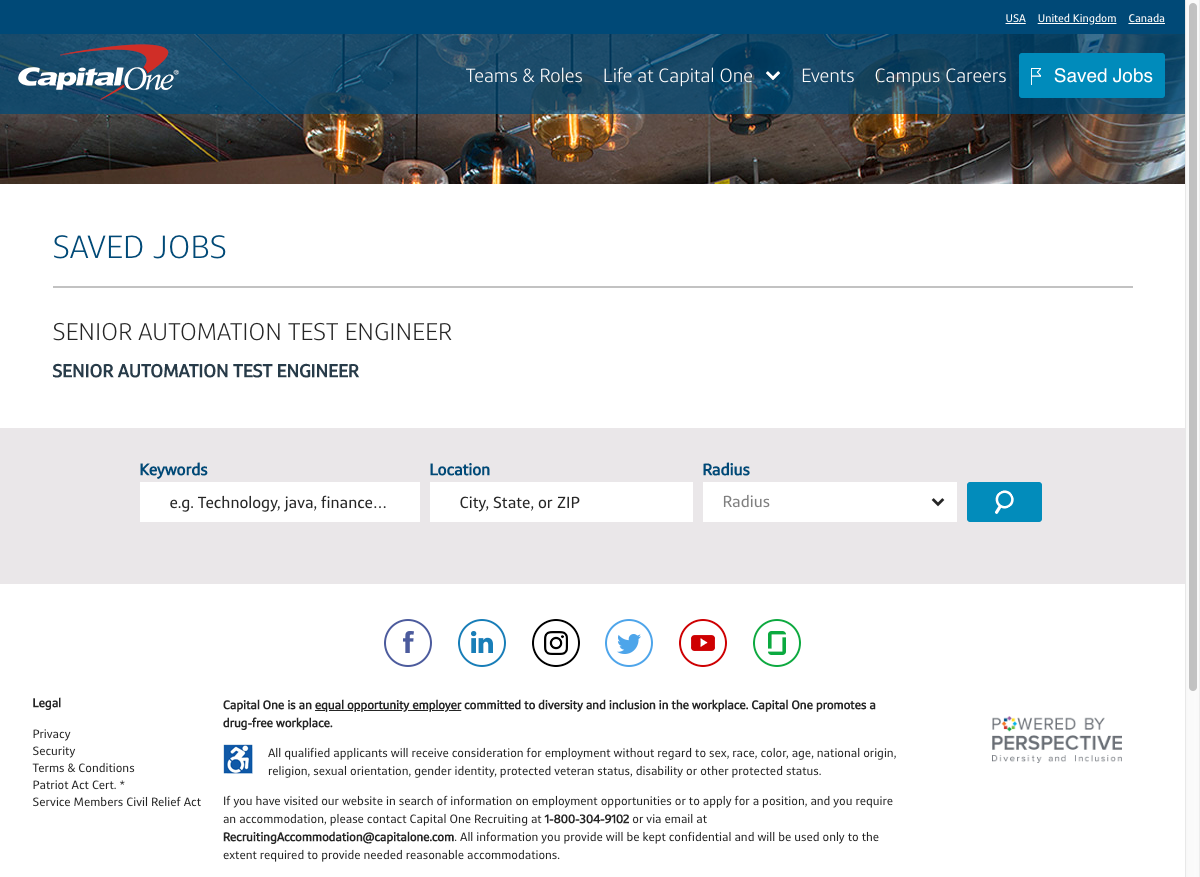 USA United Kingdom Canada
CapitalOne®
Teams & Roles Life at Capital One Events Campus Careers Saved Jobs
SAVED JOBS
SENIOR AUTOMATION TEST ENGINEER
SENIOR AUTOMATION TEST ENGINEER
Keywords Location Radius
e.g. Technology, java, finance... City, State, or ZIP Radius
f in
Legal
Privacy
Security
Terms & Conditions
Patriot Act Cert. *
Service Members Civil Relief Act
Capital One is an equal opportunity employer committed to diversity and inclusion in the workplace. Capital One promotes a
drug-free workplace.
All qualified applicants will receive consideration for employment without regard to sex, race, color, age, national origin,
religion, sexual orientation, gender identity, protected veteran status, disability or other protected status.
If you have visited our website in search of information on employment opportunities or to apply for a position, and you require
an accommodation, please contact Capital One Recruiting at 1-800-304-9102 or via email at
RecruitingAccommodation@capitalone.com. All information you provide will be kept confidential and will be used only to the
extent required to provide needed reasonable accommodations.
POWERED BY
PERSPECTIVE
Diversity and Inclusion